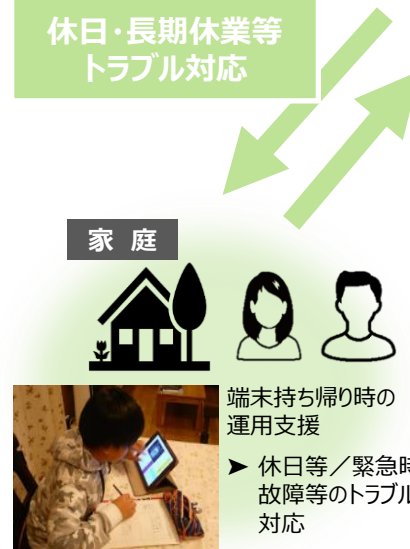 休日・長期休業等
トラブル対応
家 庭
端末持ち帰り時の
運用支援
➤ 休日等／緊急時
故障等のトラブル
対応